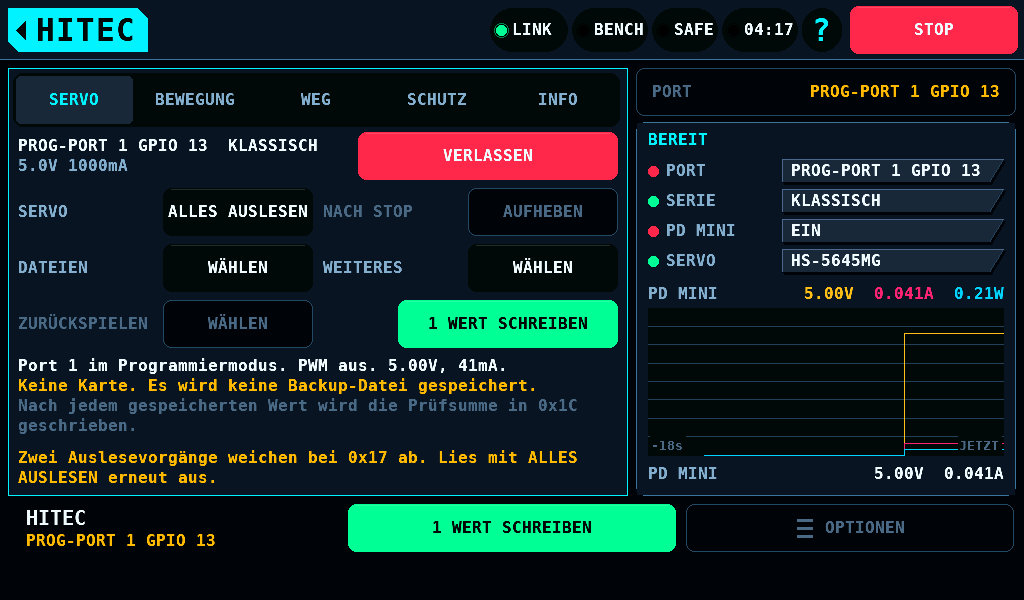 HITEC
LINK
BENCH
SAFE
04:17
?
STOP
SERVO
BEWEGUNG
WEG
SCHUTZ
INFO
PROG-PORT 1 GPIO 13 KLASSISCH
5.0V 1000mA
VERLASSEN
SERVO
ALLES AUSLESEN
NACH STOP
AUFHEBEN
DATEIEN
WÄHLEN
WEITERES
WÄHLEN
ZURÜCKSPIELEN
WÄHLEN
1 WERT SCHREIBEN
Port 1 im Programmiermodus. PWM aus. 5.00V, 41mA.
Keine Karte. Es wird keine Backup-Datei gespeichert.
Nach jedem gespeicherten Wert wird die Prüfsumme in 0x1C
geschrieben.
Zwei Auslesevorgänge weichen bei 0x17 ab. Lies mit ALLES
AUSLESEN erneut aus.
PORT
PROG-PORT 1 GPIO 13
BEREIT
PORT
PROG-PORT 1 GPIO 13
SERIE
KLASSISCH
PD MINI
EIN
SERVO
HS-5645MG
PD MINI 5.00V 0.041A 0.21W
-18s
JETZT
PD MINI 5.00V 0.041A
HITEC
PROG-PORT 1 GPIO 13
1 WERT SCHREIBEN
OPTIONEN